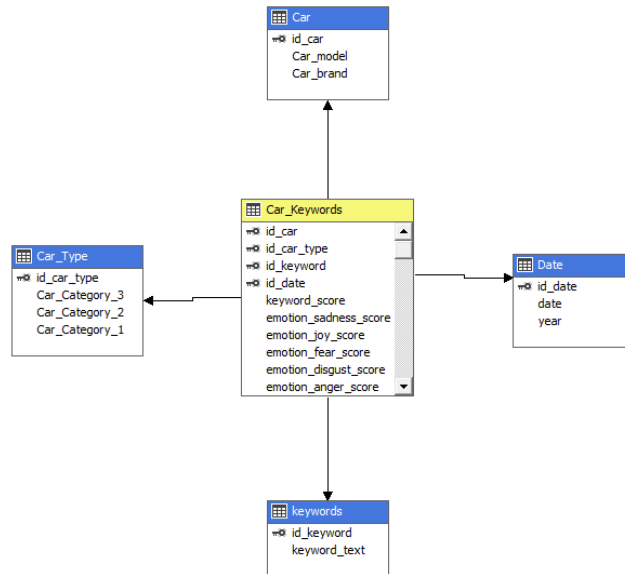 Car
id_car
Car_model
Car_brand
Car_Keywords
id_car
id_car_type
id_keyword
id_date
keyword_score
emotion_sadness_score
emotion_joy_score
emotion_fear_score
emotion_disgust_score
emotion_anger_score
Car_Type
id_car_type
Car_Category_3
Car_Category_2
Car_Category_1
Date
id_date
date
year
keywords
id_keyword
keyword_text